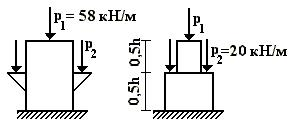 p1 = 58 кН/м
p2
p1
p2=20 кН/м
0,5h
0,5h